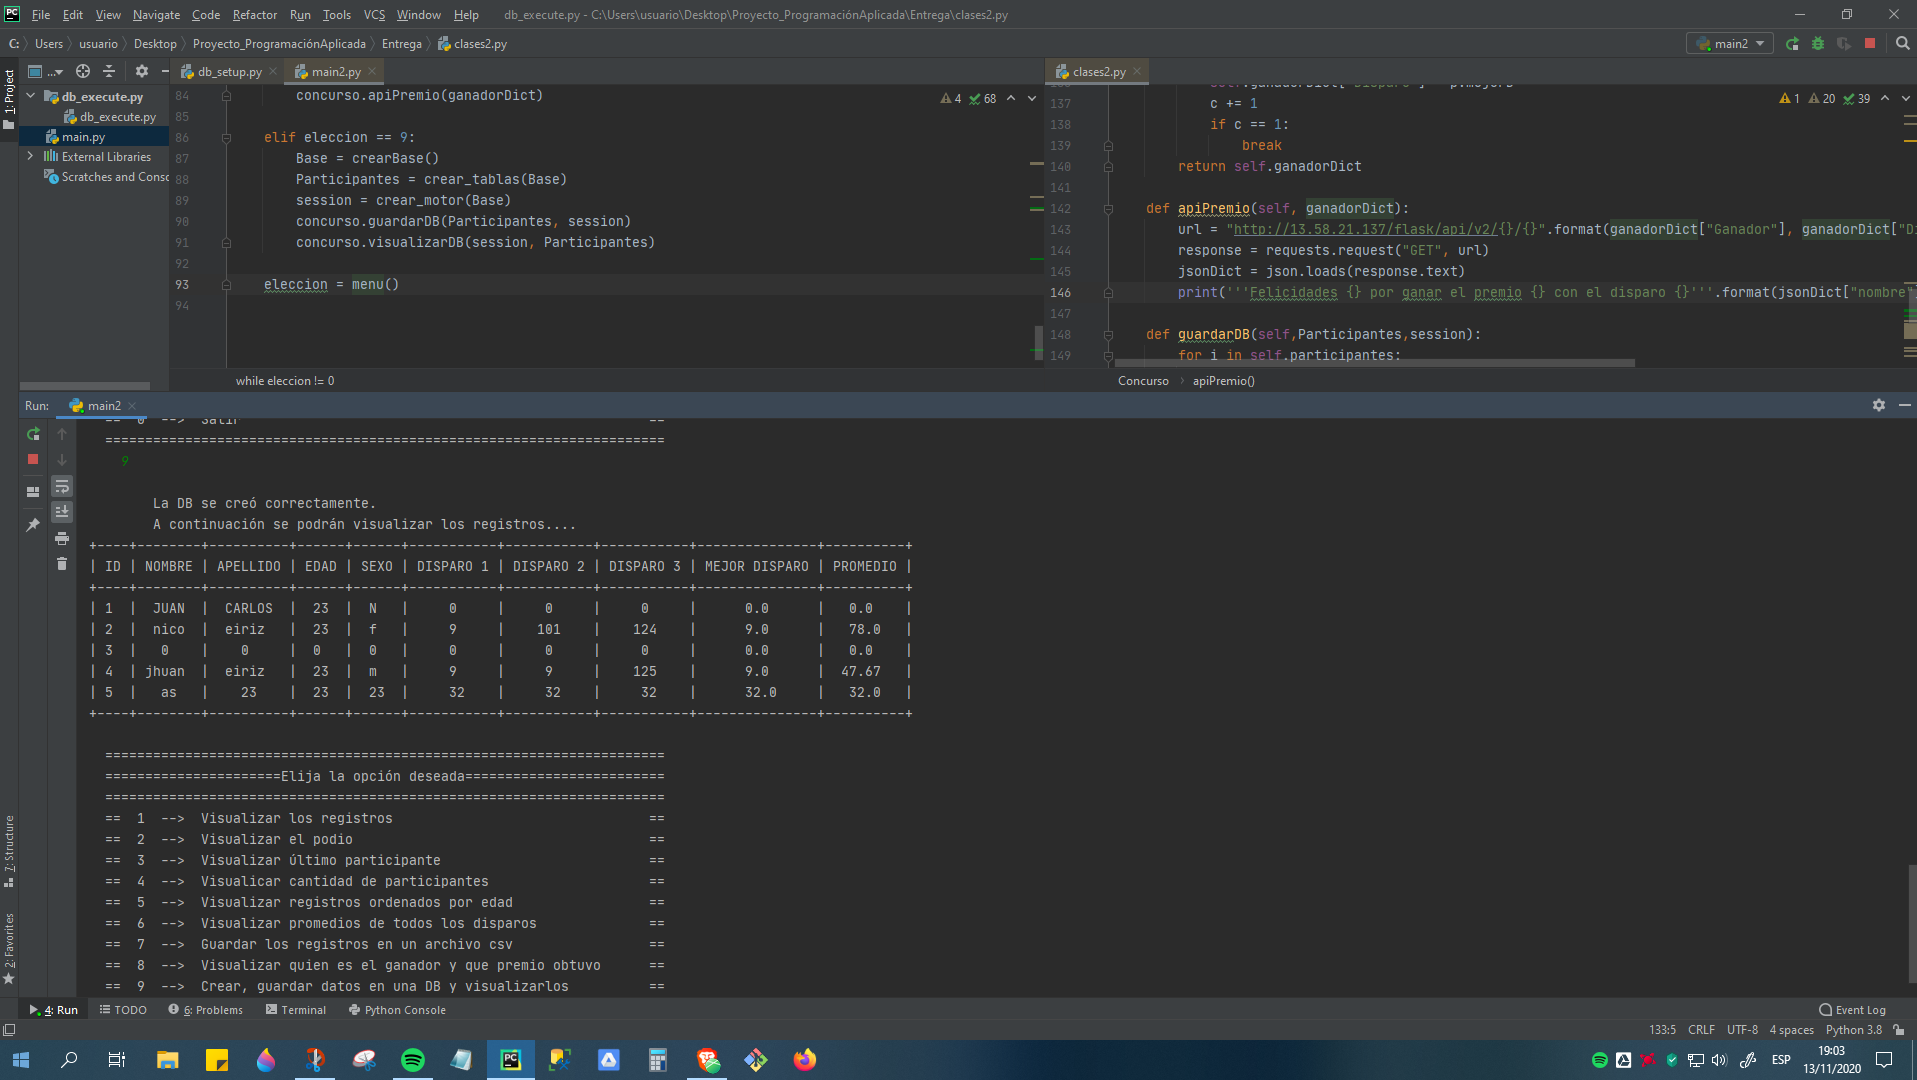 File Edit View Navigate Code Refactor Run Tools VCS Window Help db_execute.py - C:\Users\usuario\Desktop\Proyecto_ProgramaciónAplicada\Entrega\clases2.py
C: Users usuario Desktop Proyecto_ProgramaciónAplicada Entrega clases2.py main2
1: Project
db_execute.py
db_execute.py
main.py
External Libraries
Scratches and Conso
db_setup.py main2.py
84 concurso.apiPremio(ganadorDict)
85
86 elif eleccion == 9:
87 Base = crearBase()
88 Participantes = crear_tablas(Base)
89 session = crear_motor(Base)
90 concurso.guardarDB(Participantes, session)
91 concurso.visualizarDB(session, Participantes)
92
93 eleccion = menu()
94
4 68
while eleccion != 0
clases2.py
1 20 39
137 c += 1
138 if c == 1:
139 break
140 return self.ganadorDict
141
142 def apiPremio(self, ganadorDict):
143 url = "http://13.58.21.137/flask/api/v2/{}/{}".format(ganadorDict["Ganador"], ganadorDict["Di
144 response = requests.request("GET", url)
145 jsonDict = json.loads(response.text)
146 print('''Felicidades {} por ganar el premio {} con el disparo {}'''.format(jsonDict["nombre"
147
148 def guardarDB(self,Participantes,session):
149 for i in self.participantes:
Concurso apiPremio()
Run: main2
== 0 --> Salir ==
======================================================================
9
La DB se creó correctamente.
A continuación se podrán visualizar los registros....
+----+--------+----------+------+------+-----------+-----------+-----------+---------------+----------+
| ID | NOMBRE | APELLIDO | EDAD | SEXO | DISPARO 1 | DISPARO 2 | DISPARO 3 | MEJOR DISPARO | PROMEDIO |
+----+--------+----------+------+------+-----------+-----------+-----------+---------------+----------+
| 1 | JUAN | CARLOS | 23 | N | 0 | 0 | 0 | 0.0 | 0.0 |
| 2 | nico | eiriz | 23 | f | 9 | 101 | 124 | 9.0 | 78.0 |
| 3 | 0 | 0 | 0 | 0 | 0 | 0 | 0 | 0.0 | 0.0 |
| 4 | jhuan | eiriz | 23 | m | 9 | 9 | 125 | 9.0 | 47.67 |
| 5 | as | 23 | 23 | 23 | 32 | 32 | 32 | 32.0 | 32.0 |
+----+--------+----------+------+------+-----------+-----------+-----------+---------------+----------+
======================================================================
======================Elija la opción deseada=========================
======================================================================
== 1 --> Visualizar los registros ==
== 2 --> Visualizar el podio ==
== 3 --> Visualizar último participante ==
== 4 --> Visualicar cantidad de participantes ==
== 5 --> Visualizar registros ordenados por edad ==
== 6 --> Visualizar promedios de todos los disparos ==
== 7 --> Guardar los registros en un archivo csv ==
== 8 --> Visualizar quien es el ganador y que premio obtuvo ==
== 9 --> Crear, guardar datos en una DB y visualizarlos ==
7: Structure
2: Favorites
4: Run TODO 6: Problems Terminal Python Console Event Log
133:5 CRLF UTF-8 4 spaces Python 3.8
ESP 19:03
13/11/2020